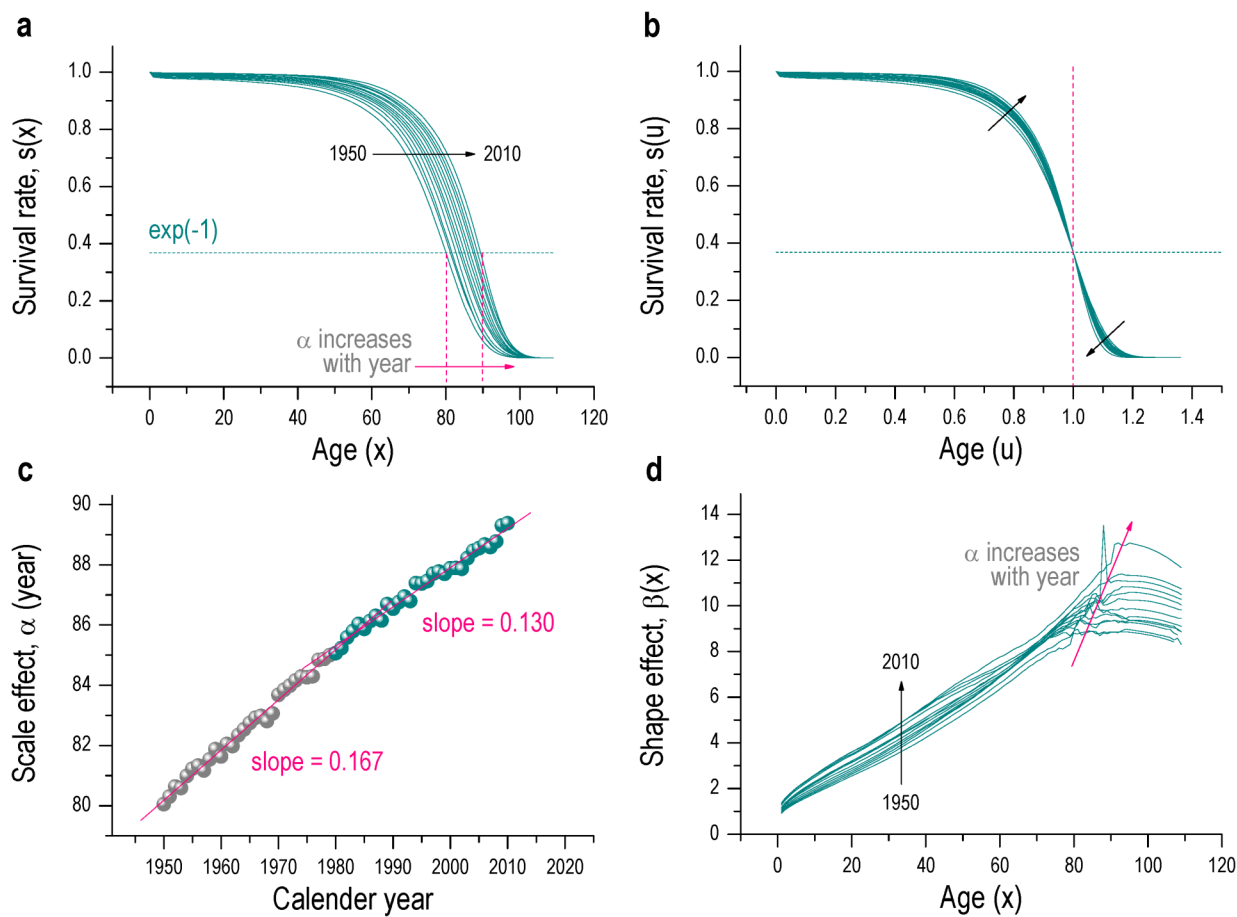 a
Survival rate, s(x)
1.0
0.8
0.6
0.4
0.2
0.0
1950
2010
exp(-1)
α increases
with year
0 20 40 60 80 100 120
Age (x)
b
Survival rate, s(u)
1.0
0.8
0.6
0.4
0.2
0.0
0.0 0.2 0.4 0.6 0.8 1.0 1.2 1.4
Age (u)
c
Scale effect, α (year)
90
88
86
84
82
80
slope = 0.130
slope = 0.167
1950 1960 1970 1980 1990 2000 2010 2020
Calender year
d
Shape effect, β(x)
14
12
10
8
6
4
2
0
α increases
with year
2010
1950
0 20 40 60 80 100 120
Age (x)